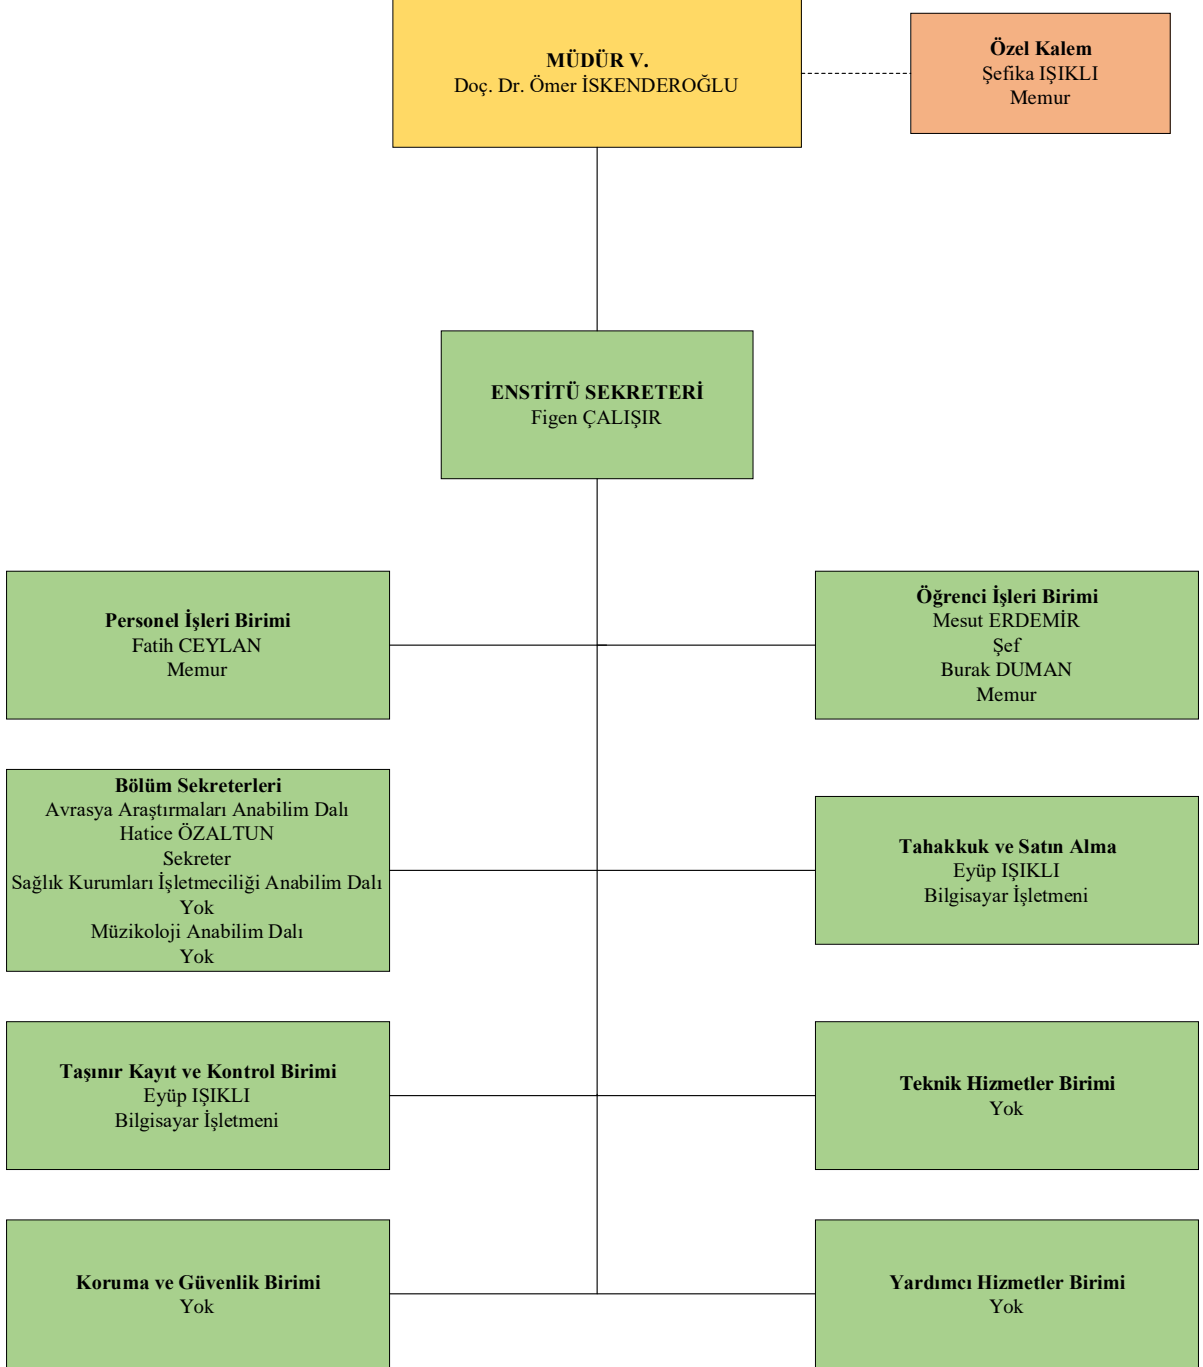 MÜDÜR V.
Doç. Dr. Ömer İSKENDEROĞLU
Özel Kalem
Şefika IŞIKLI
Memur
ENSTİTÜ SEKRETERİ
Figen ÇALIŞIR
Personel İşleri Birimi
Fatih CEYLAN
Memur
Öğrenci İşleri Birimi
Mesut ERDEMİR
Şef
Burak DUMAN
Memur
Bölüm Sekreterleri
Avrasya Araştırmaları Anabilim Dalı
Hatice ÖZALTUN
Sekreter
Sağlık Kurumları İşletmeciliği Anabilim Dalı
Yok
Müzikoloji Anabilim Dalı
Yok
Tahakkuk ve Satın Alma
Eyüp IŞIKLI
Bilgisayar İşletmeni
Taşınır Kayıt ve Kontrol Birimi
Eyüp IŞIKLI
Bilgisayar İşletmeni
Teknik Hizmetler Birimi
Yok
Koruma ve Güvenlik Birimi
Yok
Yardımcı Hizmetler Birimi
Yok